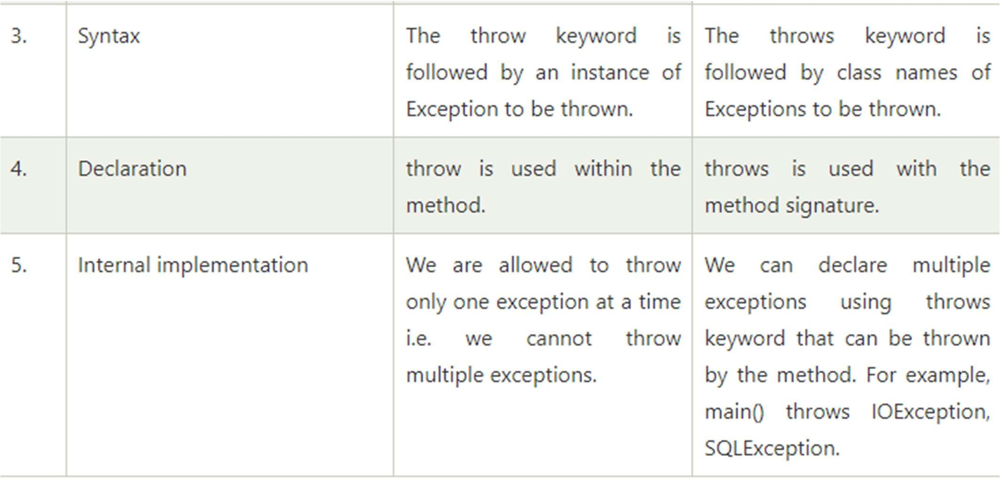 3.
Syntax
The throw keyword is
followed by an instance of
Exception to be thrown.
The throws keyword is
followed by class names of
Exceptions to be thrown.
4.
Declaration
throw is used within the
method.
throws is used with the
method signature.
5.
Internal implementation
We are allowed to throw
only one exception at a time
i.e. we cannot throw
multiple exceptions.
We can declare multiple
exceptions using throws
keyword that can be thrown
by the method. For example,
main() throws IOException,
SQLException.